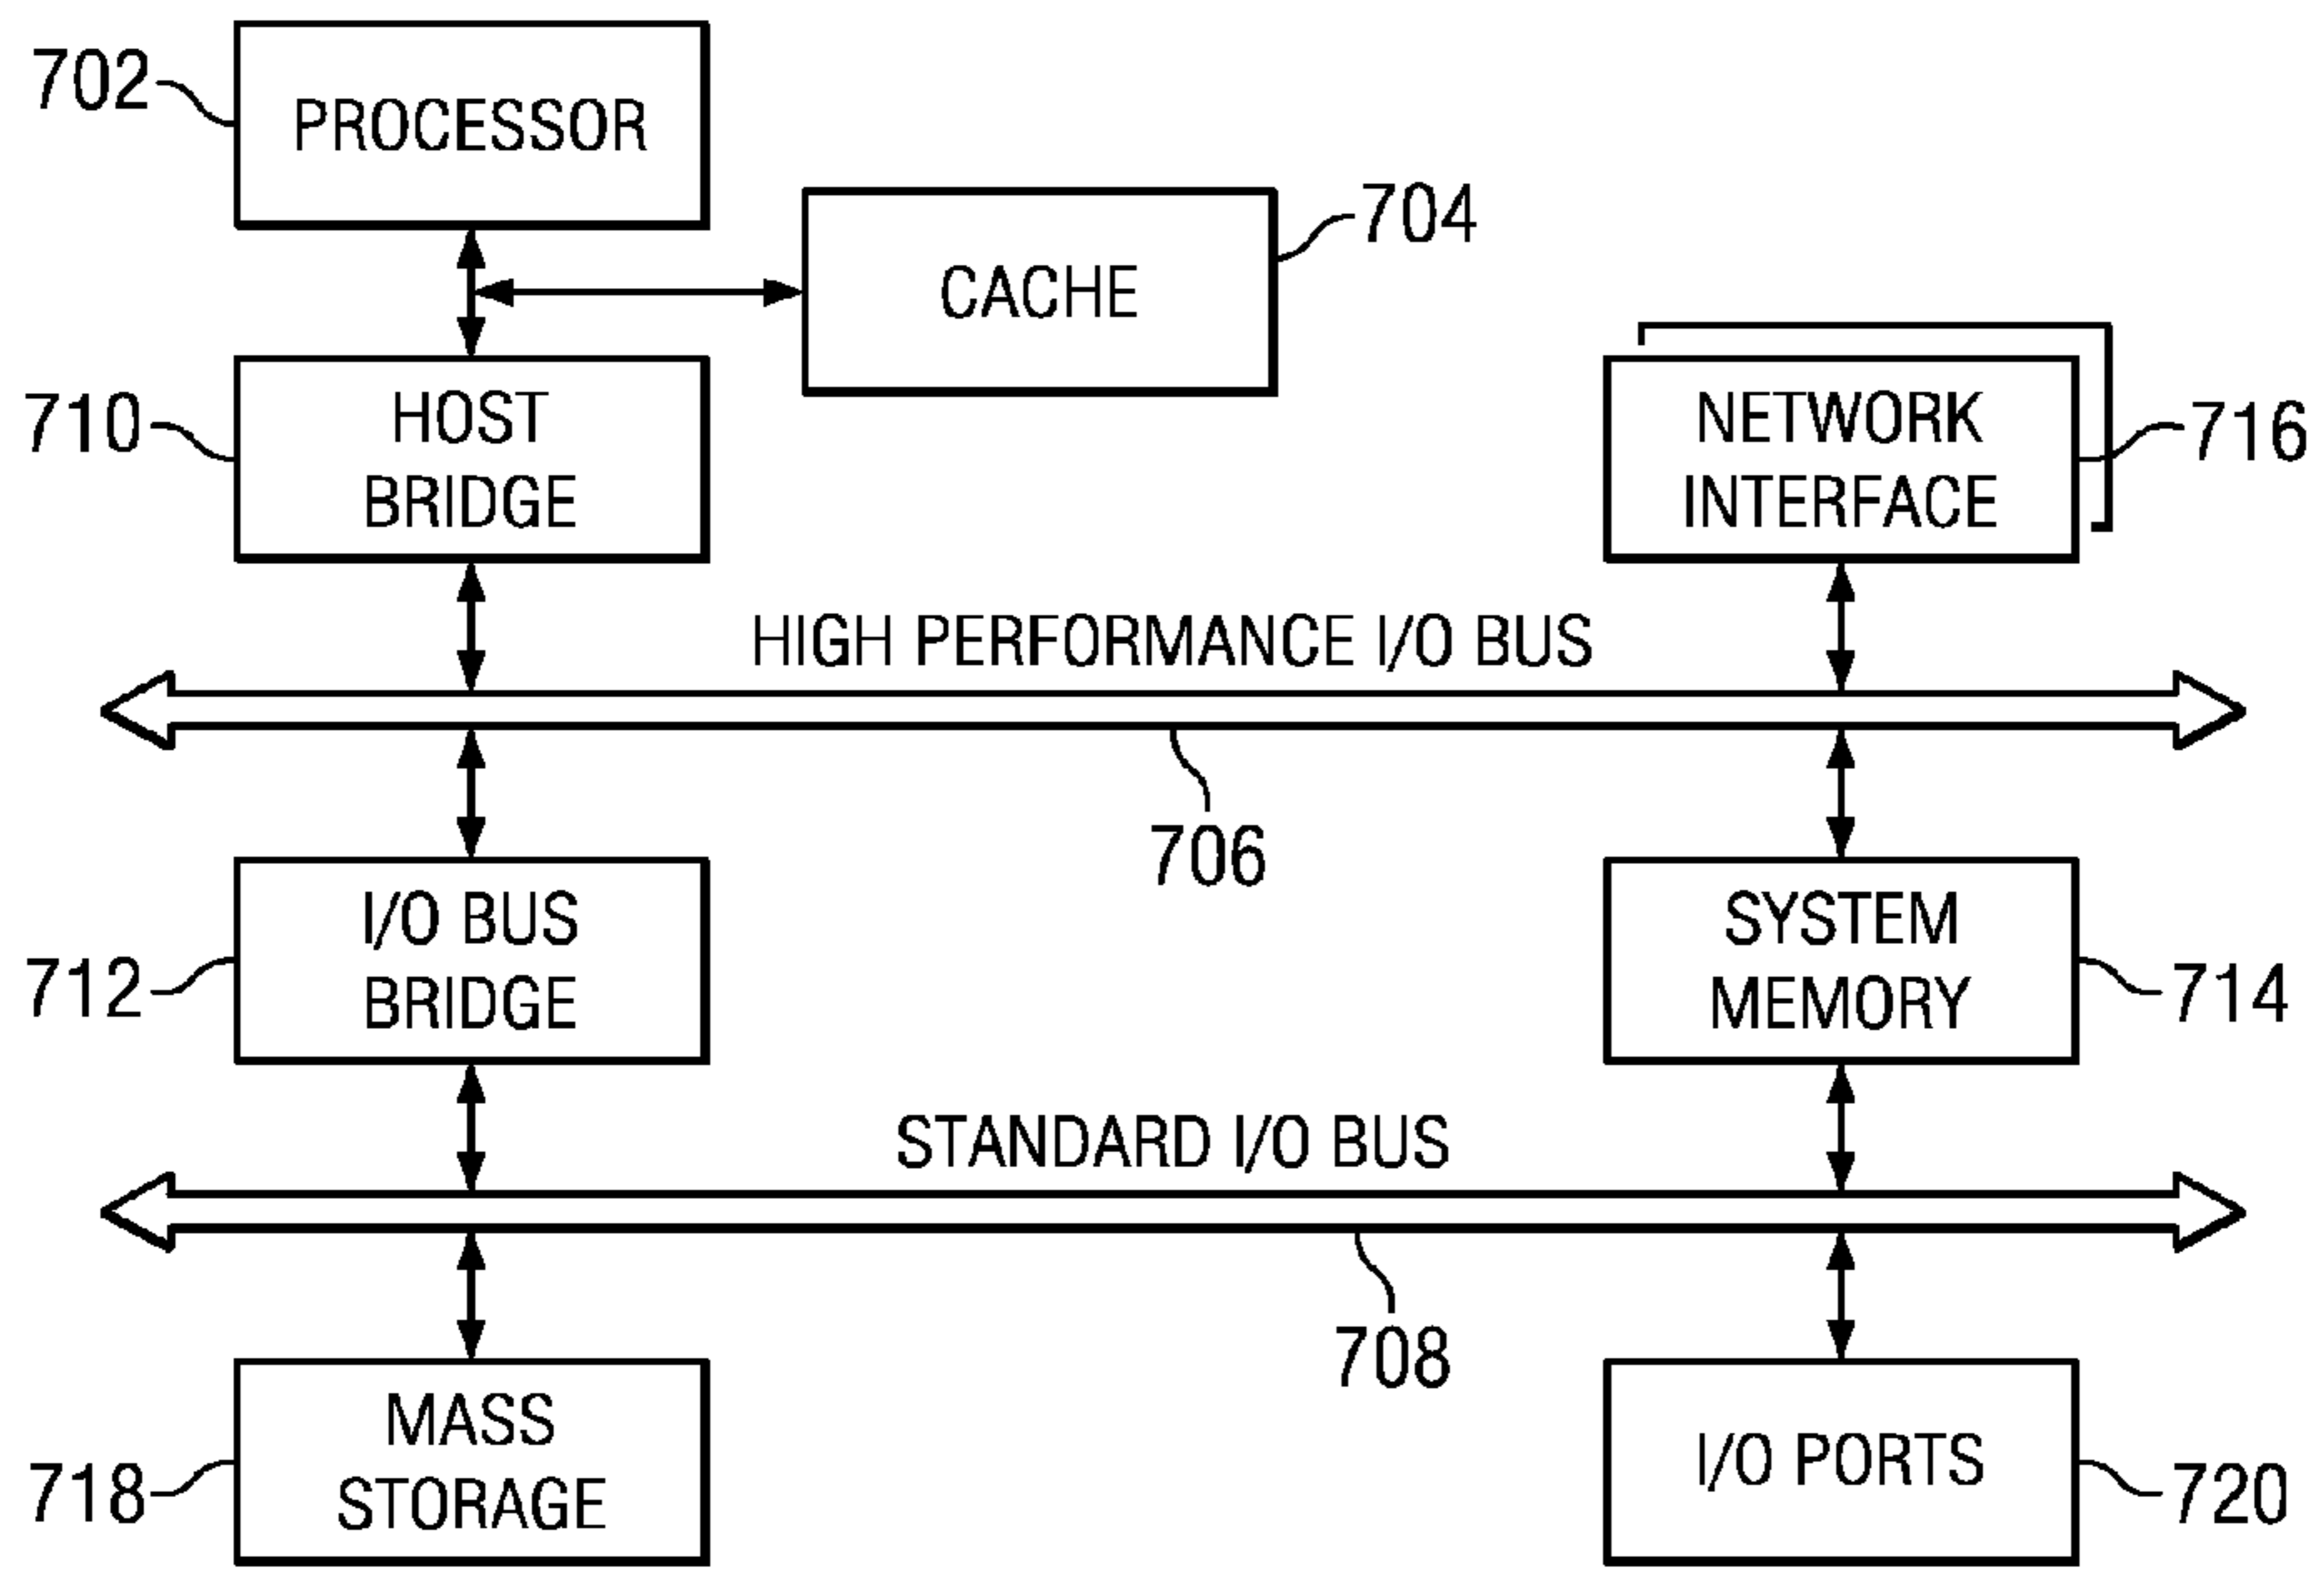 702
PROCESSOR
704
CACHE
710
HOST
BRIDGE
NETWORK
INTERFACE
716
HIGH PERFORMANCE I/O BUS
706
712
I/O BUS
BRIDGE
SYSTEM
MEMORY
714
STANDARD I/O BUS
708
718
MASS
STORAGE
I/O PORTS
720